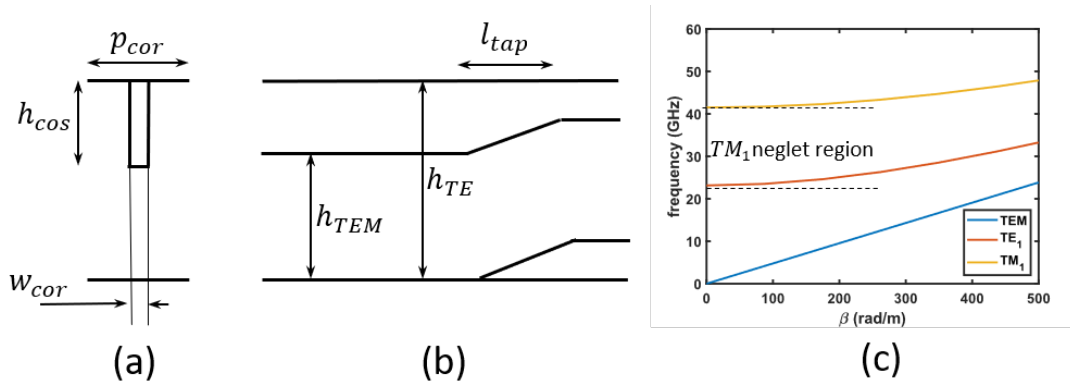 p_cor
h_cos
w_cor
(a)
l_tap
h_TE
h_TEM
(b)
60
50
40
30
20
10
0
frequency (GHz)
TM_1 neglet region
TEM
TE_1
TM_1
0 100 200 300 400 500
β (rad/m)
(c)